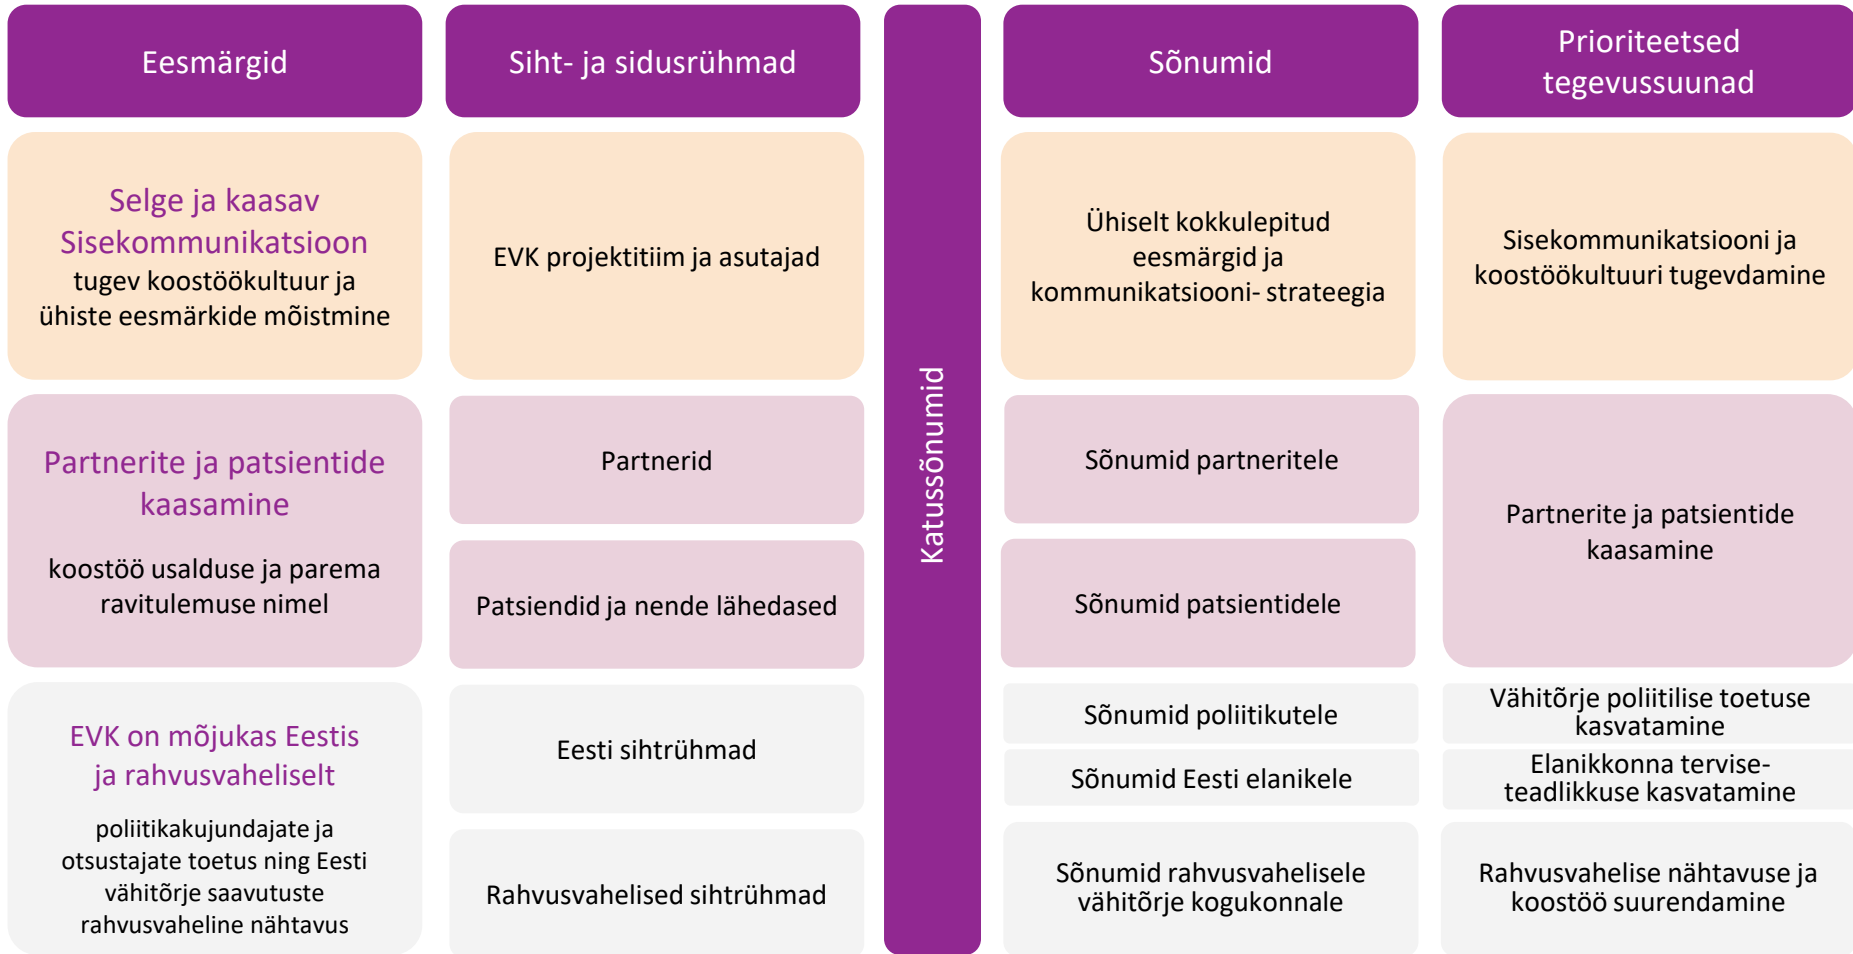 Eesmärgid
Siht- ja sidusrühmad
Sõnumid
Prioriteetsed
tegevussuunad
Katussõnumid
Selge ja kaasav
Sisekommunikatsioon
tugev koostöökultuur ja
ühiste eesmärkide mõistmine
EVK projektitiim ja asutajad
Ühiselt kokkulepitud
eesmärgid ja
kommunikatsiooni- strateegia
Sisekommunikatsiooni ja
koostöökultuuri tugevdamine
Partnerite ja patsientide
kaasamine
koostöö usalduse ja parema
ravitulemuse nimel
Partnerid
Patsiendid ja nende lähedased
Sõnumid partneritele
Sõnumid patsientidele
Partnerite ja patsientide
kaasamine
EVK on mõjukas Eestis
ja rahvusvaheliselt
poliitikakujundajate ja
otsustajate toetus ning Eesti
vähitõrje saavutuste
rahvusvaheline nähtavus
Eesti sihtrühmad
Rahvusvahelised sihtrühmad
Sõnumid poliitikutele
Sõnumid Eesti elanikele
Sõnumid rahvusvahelisele
vähitõrje kogukonnale
Vähitõrje poliitilise toetuse
kasvatamine
Elanikkonna tervise-
teadlikkuse kasvatamine
Rahvusvahelise nähtavuse ja
koostöö suurendamine